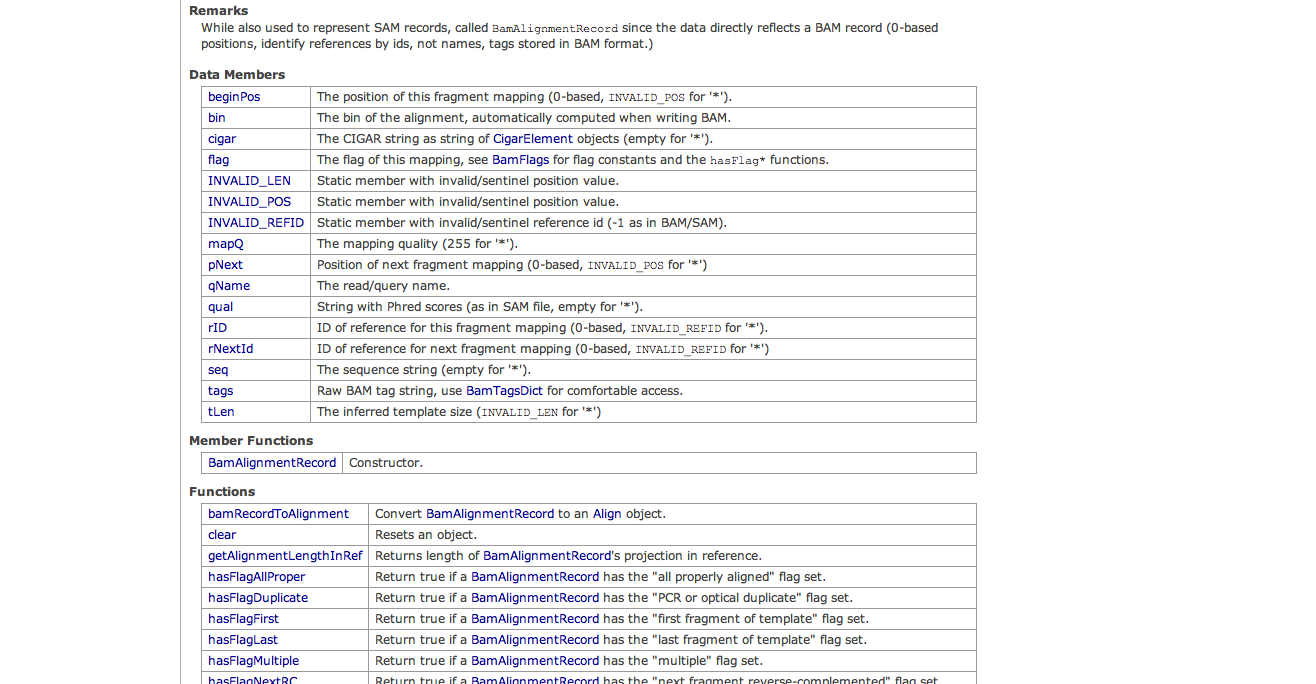 Remarks
While also used to represent SAM records, called BamAlignmentRecord since the data directly reflects a BAM record (0-based
positions, identify references by ids, not names, tags stored in BAM format.)
Data Members
beginPos The position of this fragment mapping (0-based, INVALID_POS for '*').
bin The bin of the alignment, automatically computed when writing BAM.
cigar The CIGAR string as string of CigarElement objects (empty for '*').
flag The flag of this mapping, see BamFlags for flag constants and the hasFlag* functions.
INVALID_LEN Static member with invalid/sentinel position value.
INVALID_POS Static member with invalid/sentinel position value.
INVALID_REFID Static member with invalid/sentinel reference id (-1 as in BAM/SAM).
mapQ The mapping quality (255 for '*').
pNext Position of next fragment mapping (0-based, INVALID_POS for '*')
qName The read/query name.
qual String with Phred scores (as in SAM file, empty for '*').
rID ID of reference for this fragment mapping (0-based, INVALID_REFID for '*').
rNextId ID of reference for next fragment mapping (0-based, INVALID_REFID for '*')
seq The sequence string (empty for '*').
tags Raw BAM tag string, use BamTagsDict for comfortable access.
tLen The inferred template size (INVALID_LEN for '*')
Member Functions
BamAlignmentRecord Constructor.
Functions
bamRecordToAlignment Convert BamAlignmentRecord to an Align object.
clear Resets an object.
getAlignmentLengthInRef Returns length of BamAlignmentRecord's projection in reference.
hasFlagAllProper Return true if a BamAlignmentRecord has the "all properly aligned" flag set.
hasFlagDuplicate Return true if a BamAlignmentRecord has the "PCR or optical duplicate" flag set.
hasFlagFirst Return true if a BamAlignmentRecord has the "first fragment of template" flag set.
hasFlagLast Return true if a BamAlignmentRecord has the "last fragment of template" flag set.
hasFlagMultiple Return true if a BamAlignmentRecord has the "multiple" flag set.
hasFlagNextRC Return true if a BamAlignmentRecord has the "next fragment reverse-complemented" flag set.